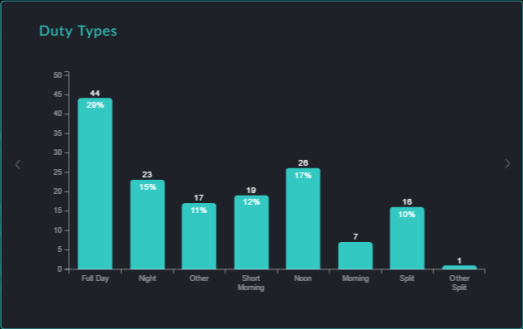 Duty Types
50
45
40
35
30
25
20
15
10
5
0
44
29%
23
15%
17
11%
19
12%
26
17%
7
16
10%
1
Full Day
Night
Other
Short
Morning
Noon
Morning
Split
Other
Split